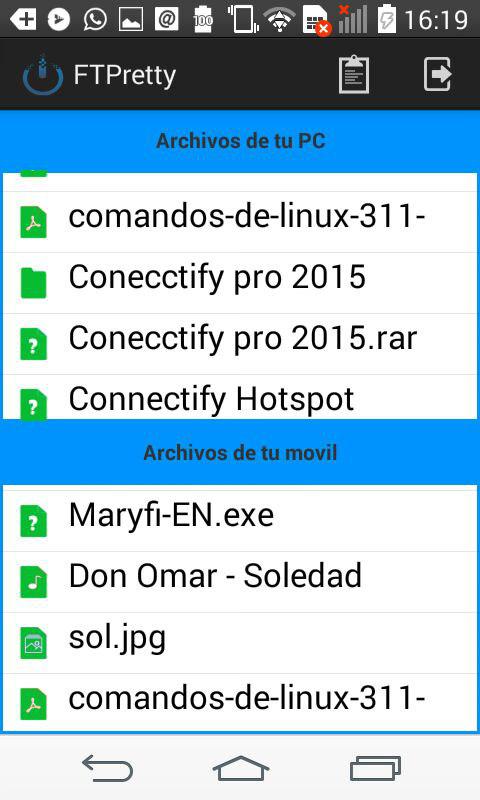 100
16:19
FTPretty
Archivos de tu PC
comandos-de-linux-311-
Conecctify pro 2015
Conecctify pro 2015.rar
Connectify Hotspot
Archivos de tu movil
Maryfi-EN.exe
Don Omar - Soledad
sol.jpg
comandos-de-linux-311-